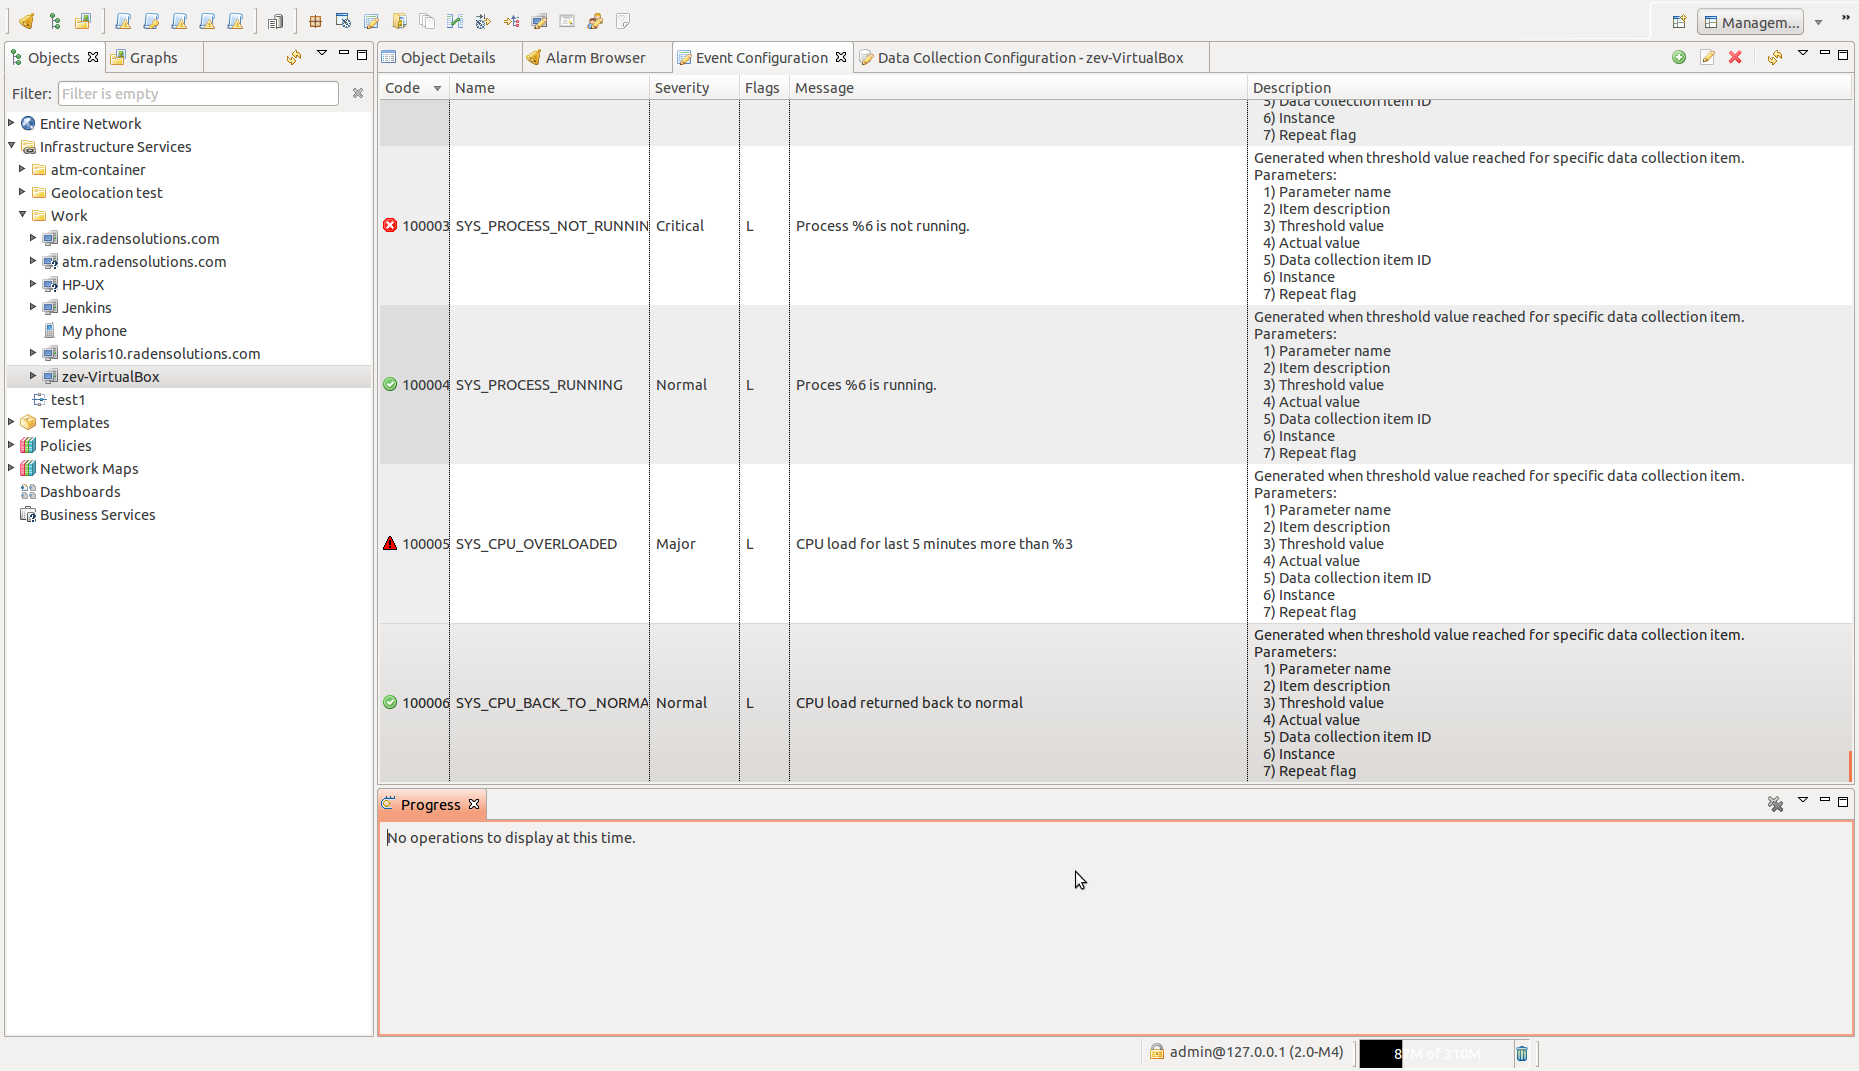 Managem...
»
Objects
Graphs
Object Details
Alarm Browser
Event Configuration
Data Collection Configuration - zev-VirtualBox
Filter:
Filter is empty
Entire Network
Infrastructure Services
atm-container
Geolocation test
Work
aix.radensolutions.com
atm.radensolutions.com
HP-UX
Jenkins
My phone
solaris10.radensolutions.com
zev-VirtualBox
test1
Templates
Policies
Network Maps
Dashboards
Business Services
Code Name Severity Flags Message Description
5) Data collection item ID
6) Instance
7) Repeat flag
100003 SYS_PROCESS_NOT_RUNNIN Critical L Process %6 is not running.
Generated when threshold value reached for specific data collection item.
Parameters:
1) Parameter name
2) Item description
3) Threshold value
4) Actual value
5) Data collection item ID
6) Instance
7) Repeat flag
100004 SYS_PROCESS_RUNNING Normal L Proces %6 is running.
Generated when threshold value reached for specific data collection item.
Parameters:
1) Parameter name
2) Item description
3) Threshold value
4) Actual value
5) Data collection item ID
6) Instance
7) Repeat flag
100005 SYS_CPU_OVERLOADED Major L CPU load for last 5 minutes more than %3
Generated when threshold value reached for specific data collection item.
Parameters:
1) Parameter name
2) Item description
3) Threshold value
4) Actual value
5) Data collection item ID
6) Instance
7) Repeat flag
100006 SYS_CPU_BACK_TO _NORMA Normal L CPU load returned back to normal
Generated when threshold value reached for specific data collection item.
Parameters:
1) Parameter name
2) Item description
3) Threshold value
4) Actual value
5) Data collection item ID
6) Instance
7) Repeat flag
Progress
No operations to display at this time.
admin@127.0.0.1 (2.0-M4)
of 310M